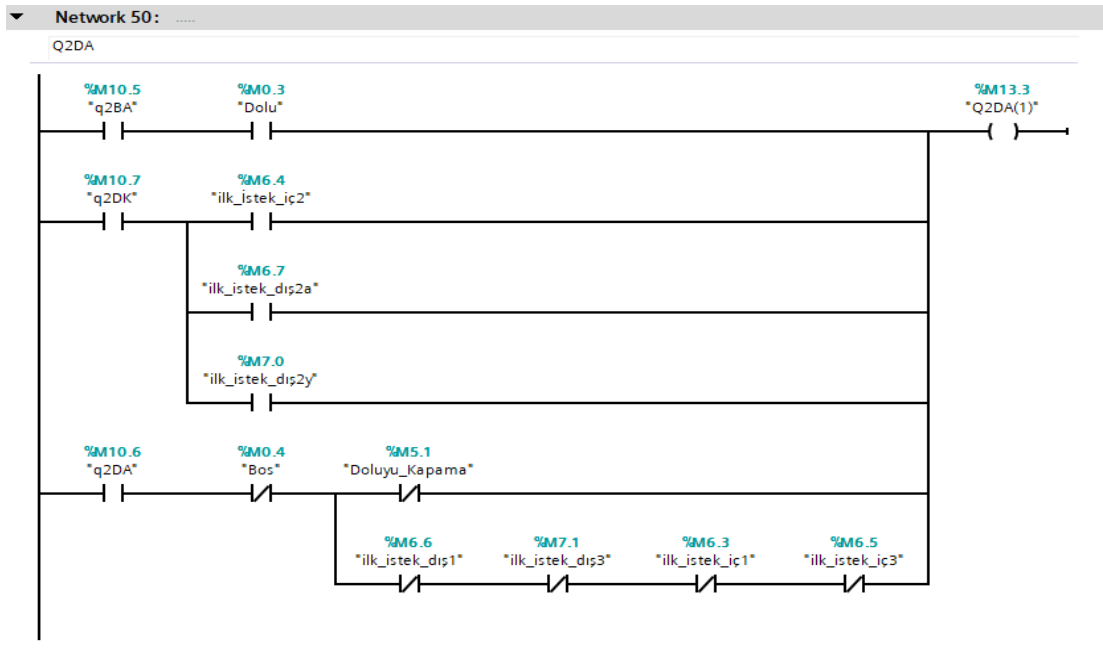 Network 50: .....
Q2DA
%M10.5 %M0.3 %M13.3
"q2BA" "Dolu" "Q2DA(1)"
%M10.7 %M6.4
"q2DK" "ilk_İstek_iç2"
%M6.7
"ilk_istek_dış2a"
%M7.0
"ilk_istek_dış2y"
%M10.6 %M0.4 %M5.1
"q2DA" "Bos" "Doluyu_Kapama"
%M6.6 %M7.1 %M6.3 %M6.5
"ilk_istek_dış1" "ilk_istek_dış3" "ilk_istek_iç1" "ilk_istek_iç3"